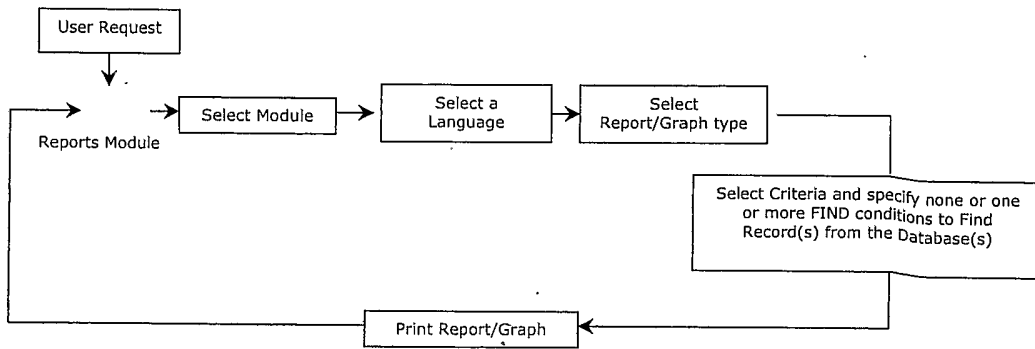 User Request
Reports Module
Select Module
Select a
Language
Select
Report/Graph type
Select Criteria and specify none or one
or more FIND conditions to Find
Record(s) from the Database(s)
Print Report/Graph